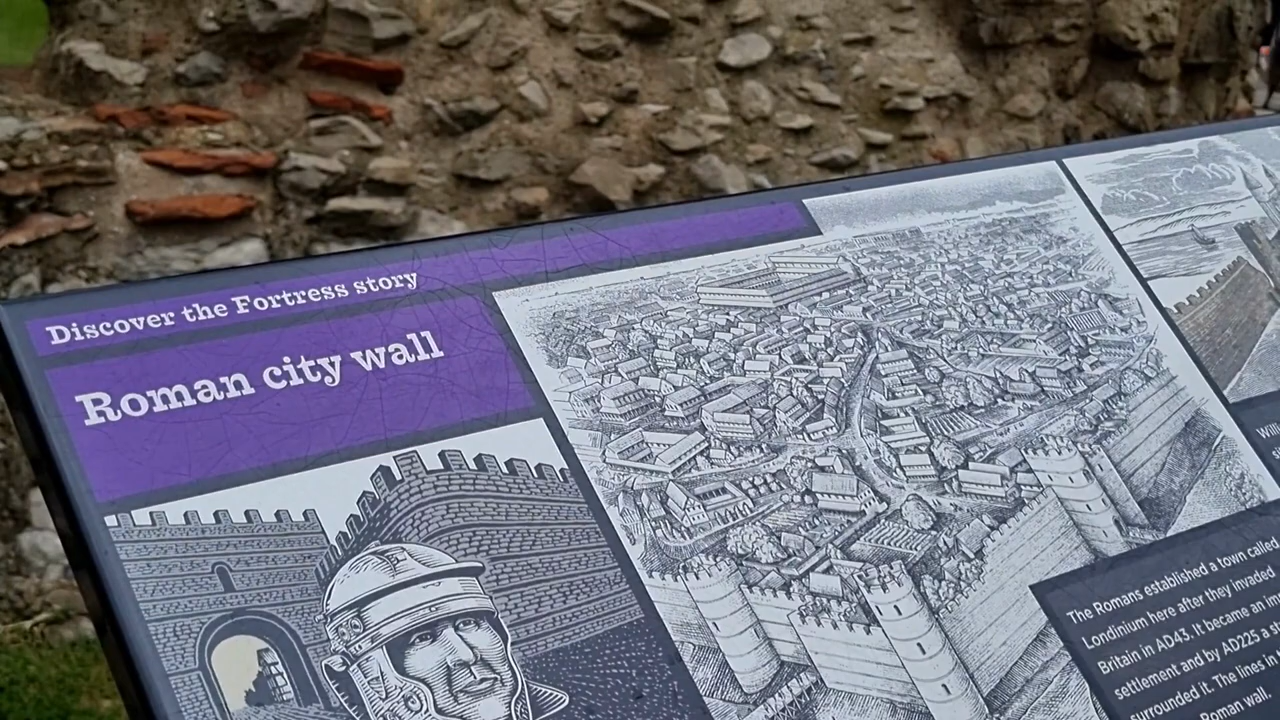 Discover the Fortress story
Roman city wall
The Romans established a town called
Londinium here after they invaded
Britain in AD43. It became an
settlement and by AD225 a
surrounded it. The lines in
Roman wall.